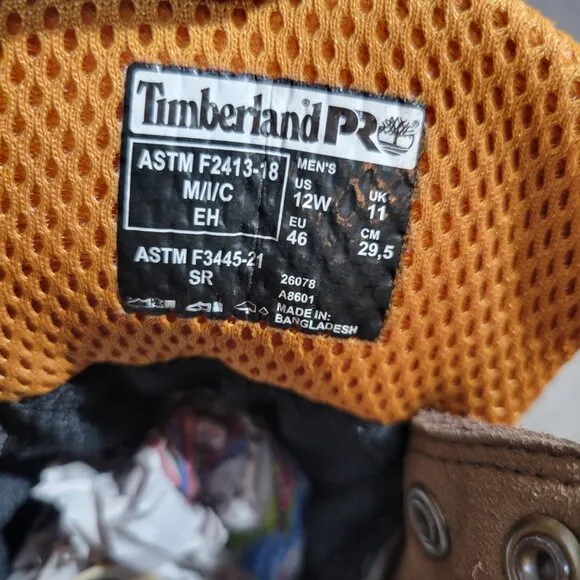 Timberland® PRO
ASTM F2413-18
M/I/C
EH
ASTM F3445-21
SR
MEN'S
US
12W
UK
11
EU
46
CM
29,5
26078
A8601
MADE IN:
BANGLADESH